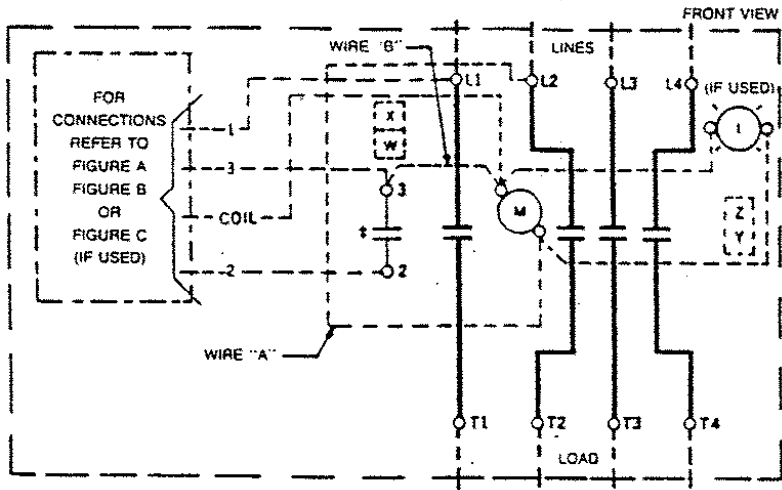 FRONT VIEW
WIRE "B"
LINES
L1
L2
L3
L4
(IF USED)
FOR
CONNECTIONS
REFER TO
FIGURE A
FIGURE B
OR
FIGURE C
(IF USED)
1
3
COIL
2
X
W
3
2
M
I
Z
Y
WIRE "A"
T1
T2
T3
T4
LOAD